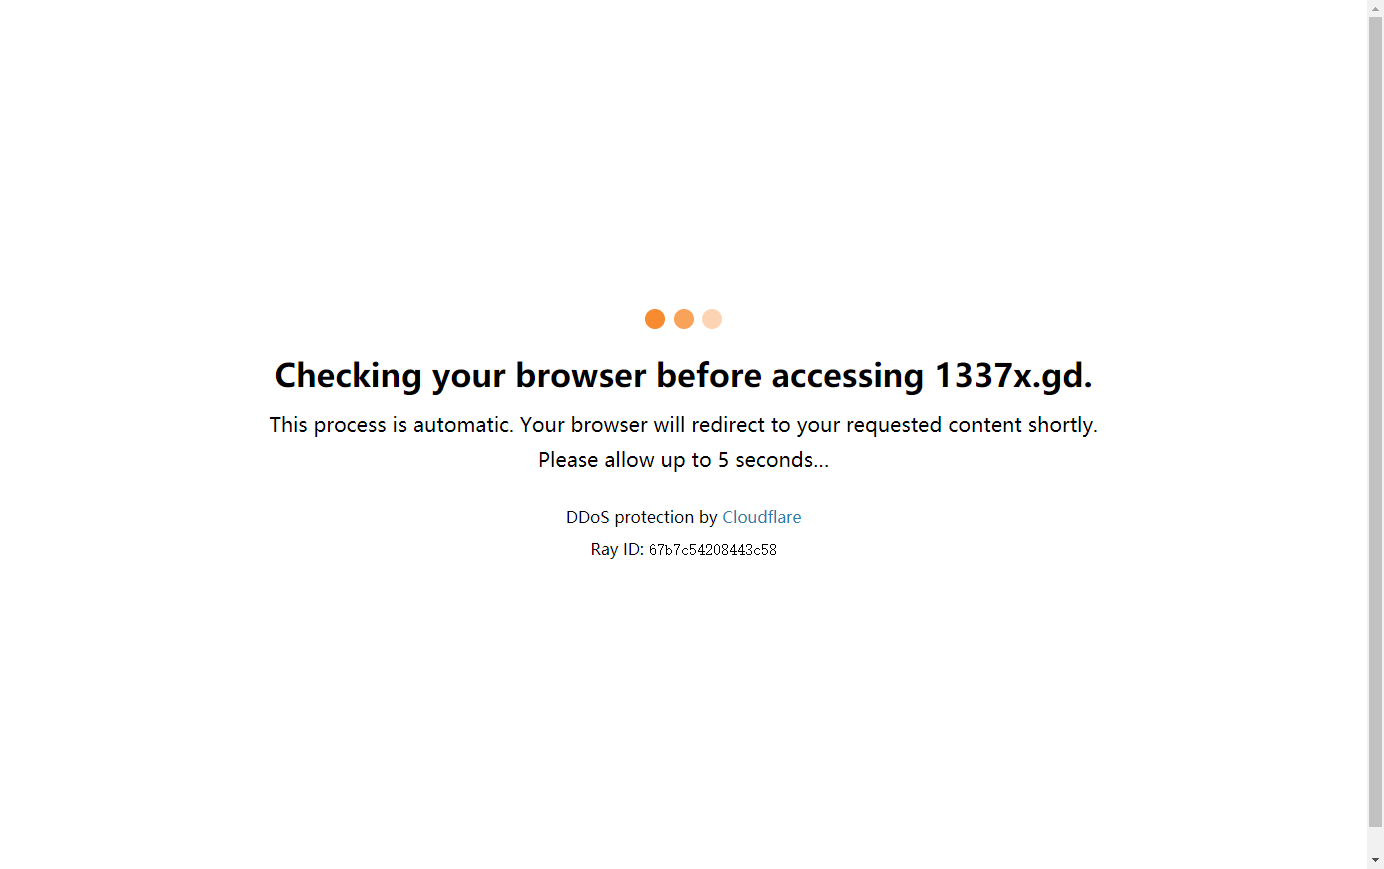 Checking your browser before accessing 1337x.gd.
This process is automatic. Your browser will redirect to your requested content shortly.
Please allow up to 5 seconds...
DDoS protection by Cloudflare
Ray ID: 67b7c54208443c58